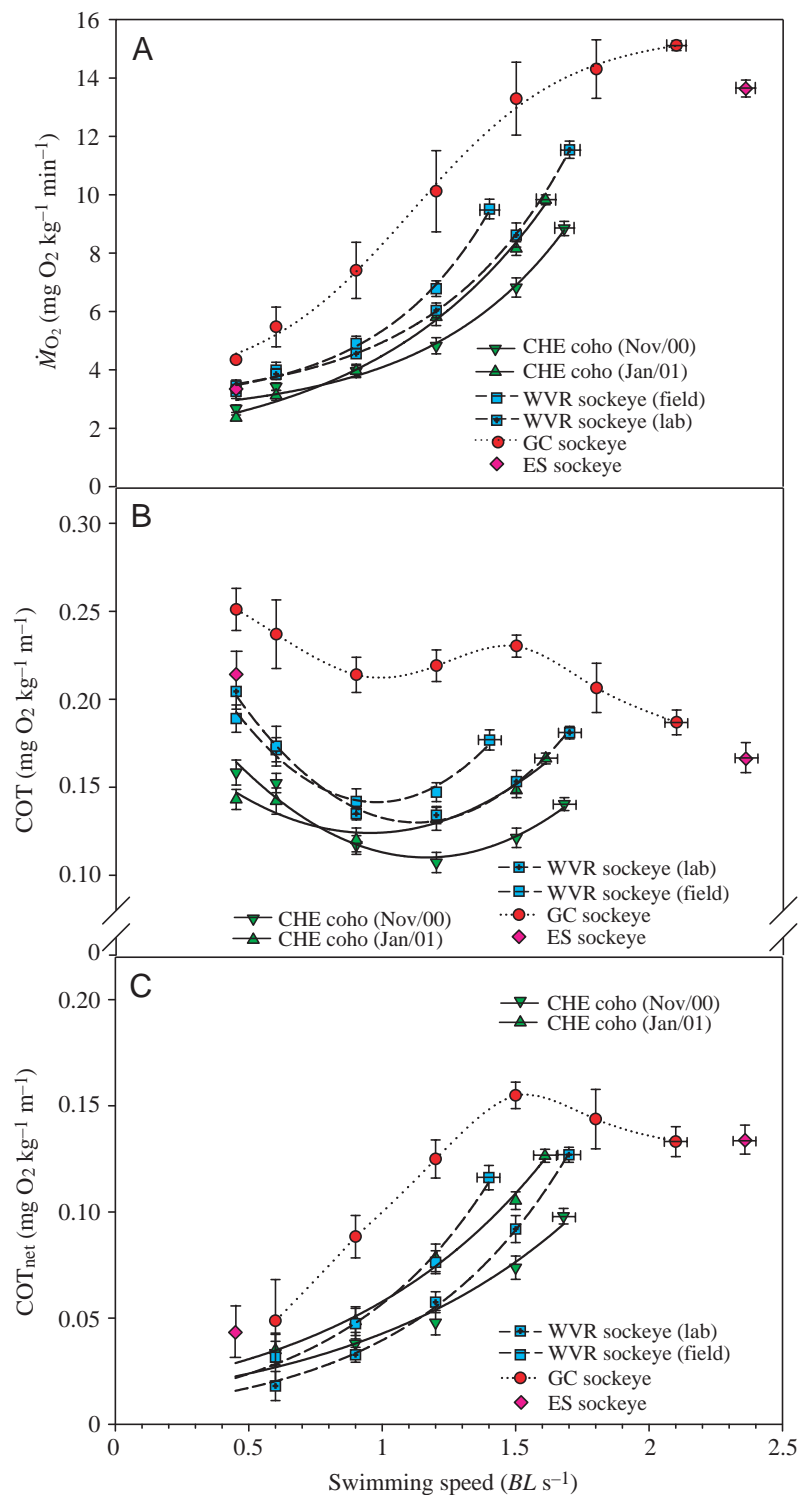 A
16
14
12
10
8
6
4
2
0
ṀO₂ (mg O₂ kg⁻¹ min⁻¹)
CHE coho (Nov/00)
CHE coho (Jan/01)
WVR sockeye (field)
WVR sockeye (lab)
GC sockeye
ES sockeye
B
0.30
0.25
0.20
0.15
0.10
0
COT (mg O₂ kg⁻¹ m⁻¹)
WVR sockeye (lab)
WVR sockeye (field)
GC sockeye
ES sockeye
CHE coho (Nov/00)
CHE coho (Jan/01)
C
0.20
0.15
0.10
0.05
0
COTnet (mg O₂ kg⁻¹ m⁻¹)
CHE coho (Nov/00)
CHE coho (Jan/01)
WVR sockeye (lab)
WVR sockeye (field)
GC sockeye
ES sockeye
0 0.5 1 1.5 2 2.5
Swimming speed (BL s⁻¹)